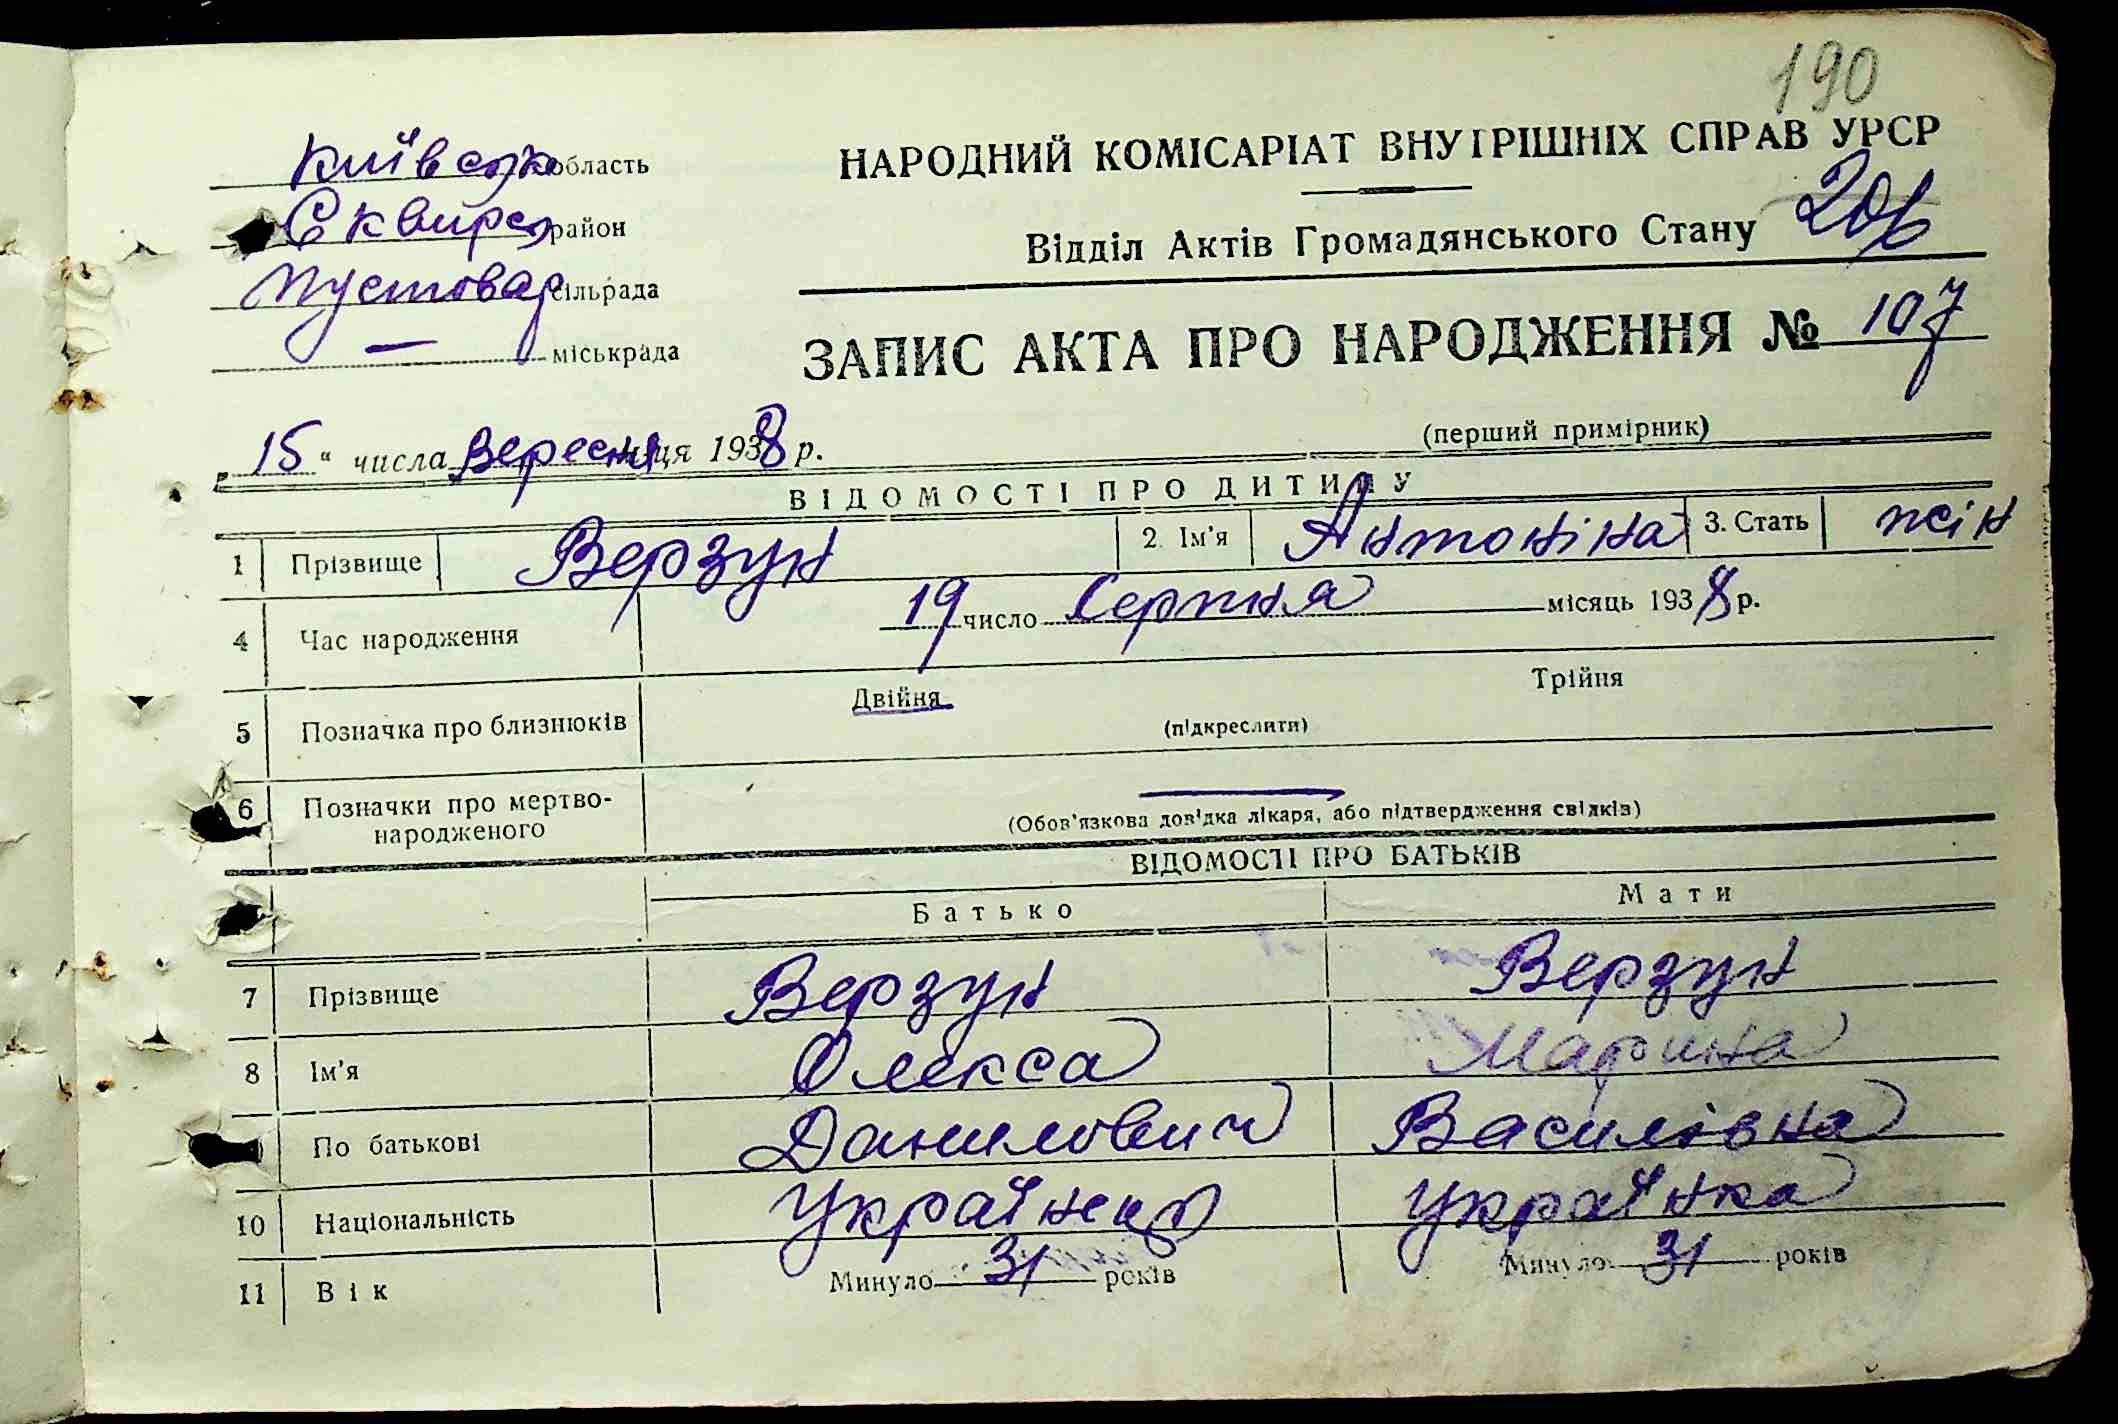 190
Київська область
НАРОДНИЙ КОМІСАРІАТ ВНУТРІШНІХ СПРАВ УРСР
Сквирс район
Відділ Актів Громадянського Стану
Пустовар сільрада
— міськрада
ЗАПИС АКТА ПРО НАРОДЖЕННЯ № 107
(перший примірник)
„15“ числа Вересня м-ця 1938 р.
ВІДОМОСТІ ПРО ДИТИНУ
1 Прізвище Верзун 2. Ім'я Антоніна 3. Стать жін
4 Час народження 19 число Серпня місяць 1938 р.
5 Позначка про близнюків Двійня Трійня
(підкреслити)
6 Позначки про мертво-
народженого
(Обов'язкова довідка лікаря, або підтвердження свідків)
ВІДОМОСТІ ПРО БАТЬКІВ
Батько Мати
7 Прізвище Верзун Верзун
8 Ім'я Олекса Марина
По батькові Данилович Василівна
10 Національність Українець Українка
11 Вік Минуло 31 років Минуло 31 років